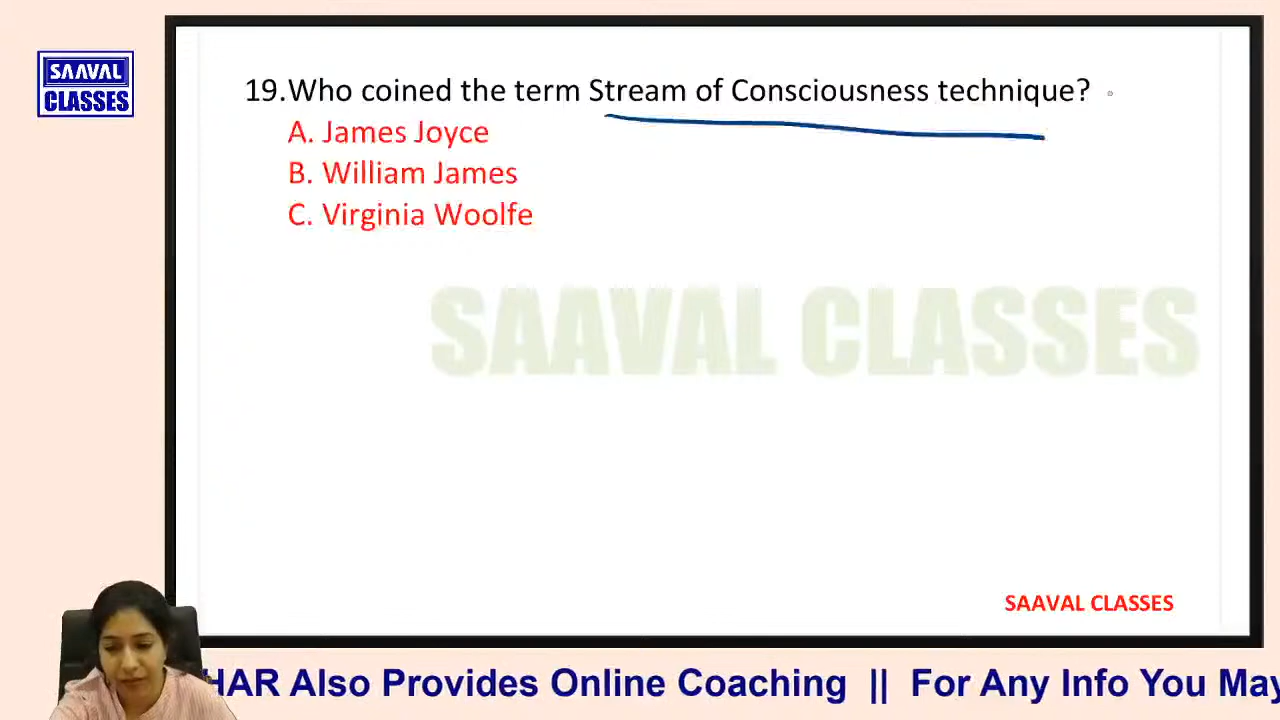 SAAVAL
CLASSES
19.Who coined the term Stream of Consciousness technique?
A. James Joyce
B. William James
C. Virginia Woolfe
SAAVAL CLASSES
SAAVAL CLASSES
HAR Also Provides Online Coaching || For Any Info You May